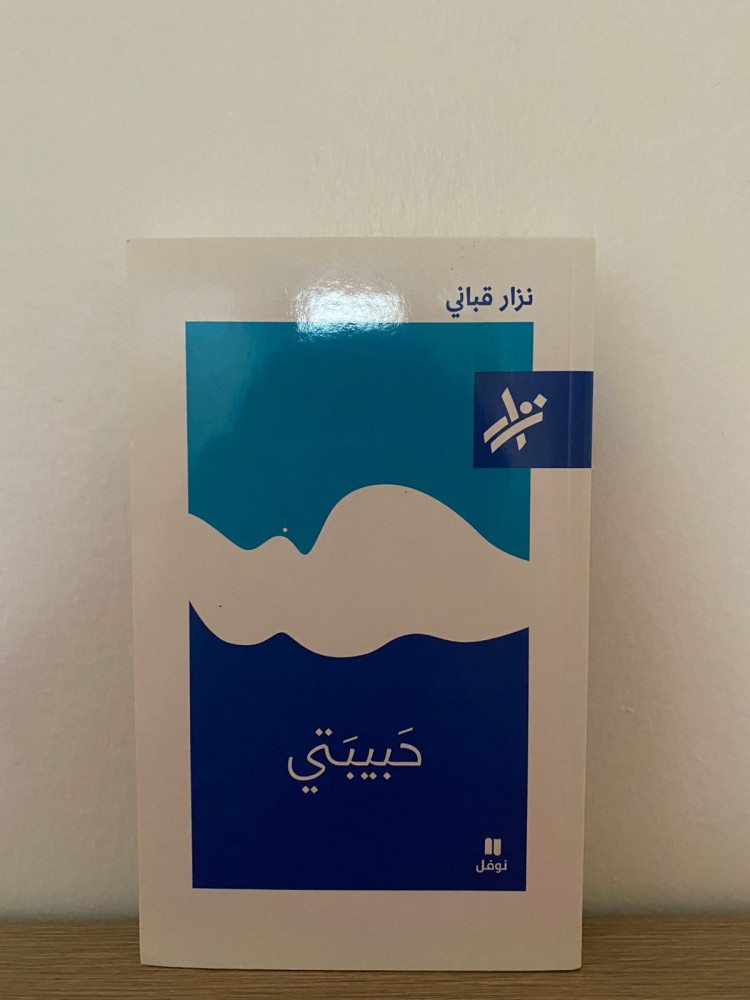 نزار قباني
نزار
حَبيبَتي
نوفل